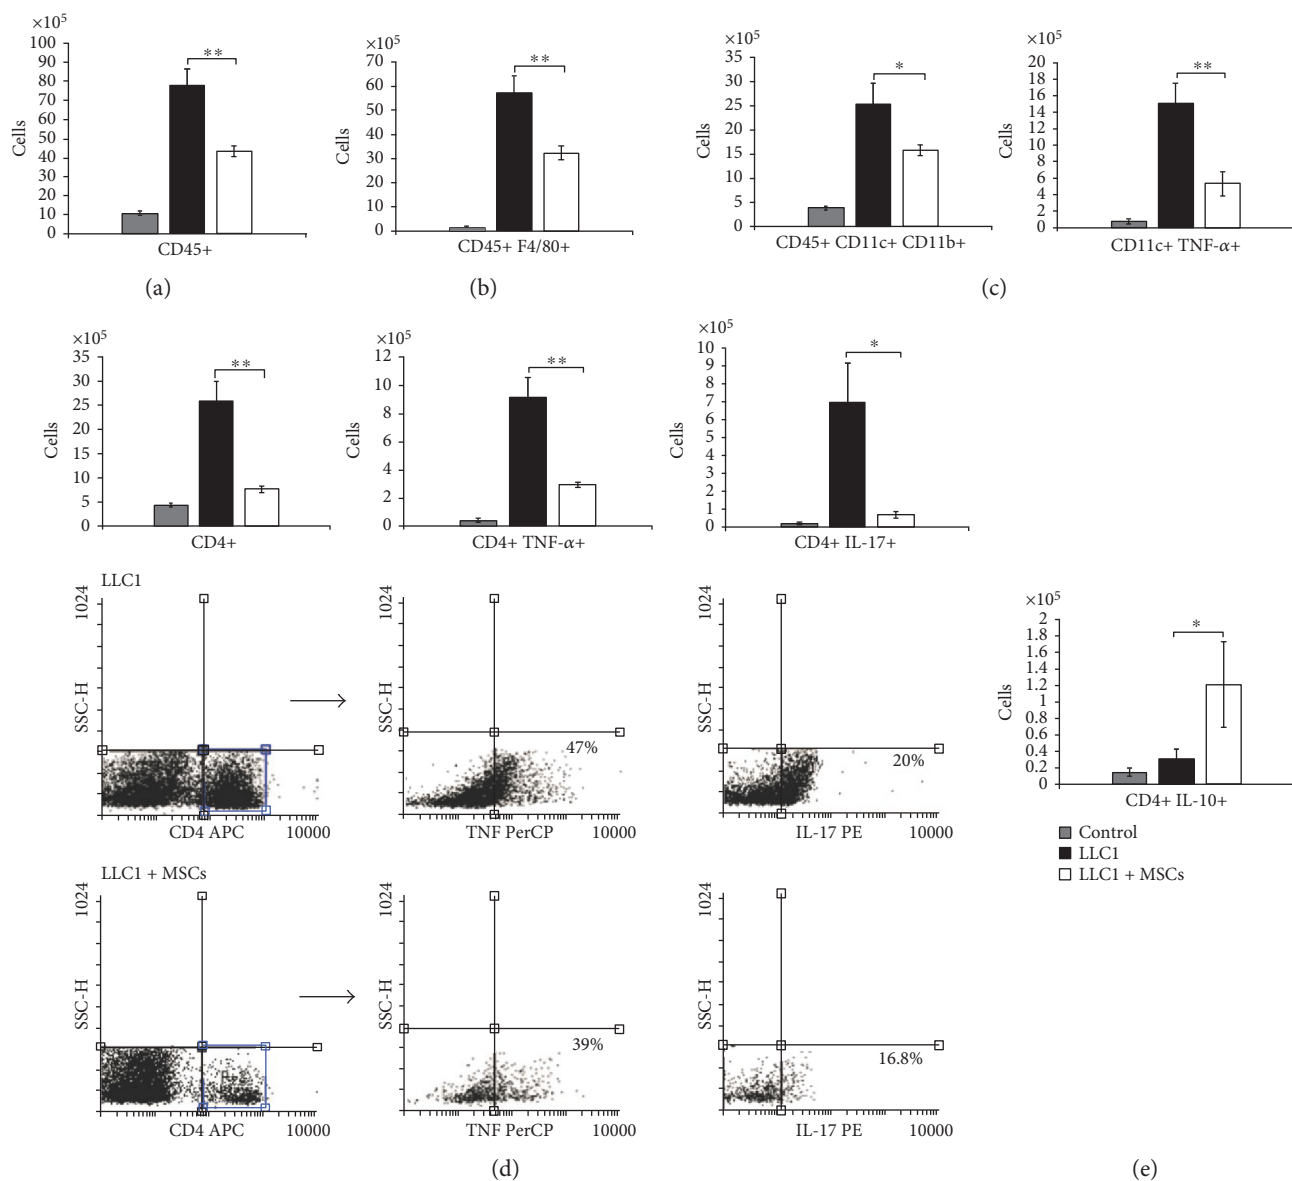 ×10⁵
100
90
80
70
60
50
40
30
20
10
0
Cells
**
CD45+
(a)
×10⁵
70
60
50
40
30
20
10
0
Cells
**
CD45+ F4/80+
(b)
×10⁵
35
30
25
20
15
10
5
0
Cells
*
CD45+ CD11c+ CD11b+
×10⁵
20
18
16
14
12
10
8
6
4
2
0
Cells
**
CD11c+ TNF-α+
(c)
×10⁵
35
30
25
20
15
10
5
0
Cells
**
CD4+
×10⁵
12
10
8
6
4
2
0
Cells
**
CD4+ TNF-α+
×10⁵
10
9
8
7
6
5
4
3
2
1
0
Cells
*
CD4+ IL-17+
LLC1
1024
SSC-H
CD4 APC 10000
1024
SSC-H
47%
TNF PerCP 10000
1024
SSC-H
20%
IL-17 PE 10000
LLC1 + MSCs
1024
SSC-H
CD4 APC 10000
1024
SSC-H
39%
TNF PerCP 10000
1024
SSC-H
16.8%
IL-17 PE 10000
(d)
×10⁵
2
1.8
1.6
1.4
1.2
1
0.8
0.6
0.4
0.2
0
Cells
*
CD4+ IL-10+
Control
LLC1
LLC1 + MSCs
(e)